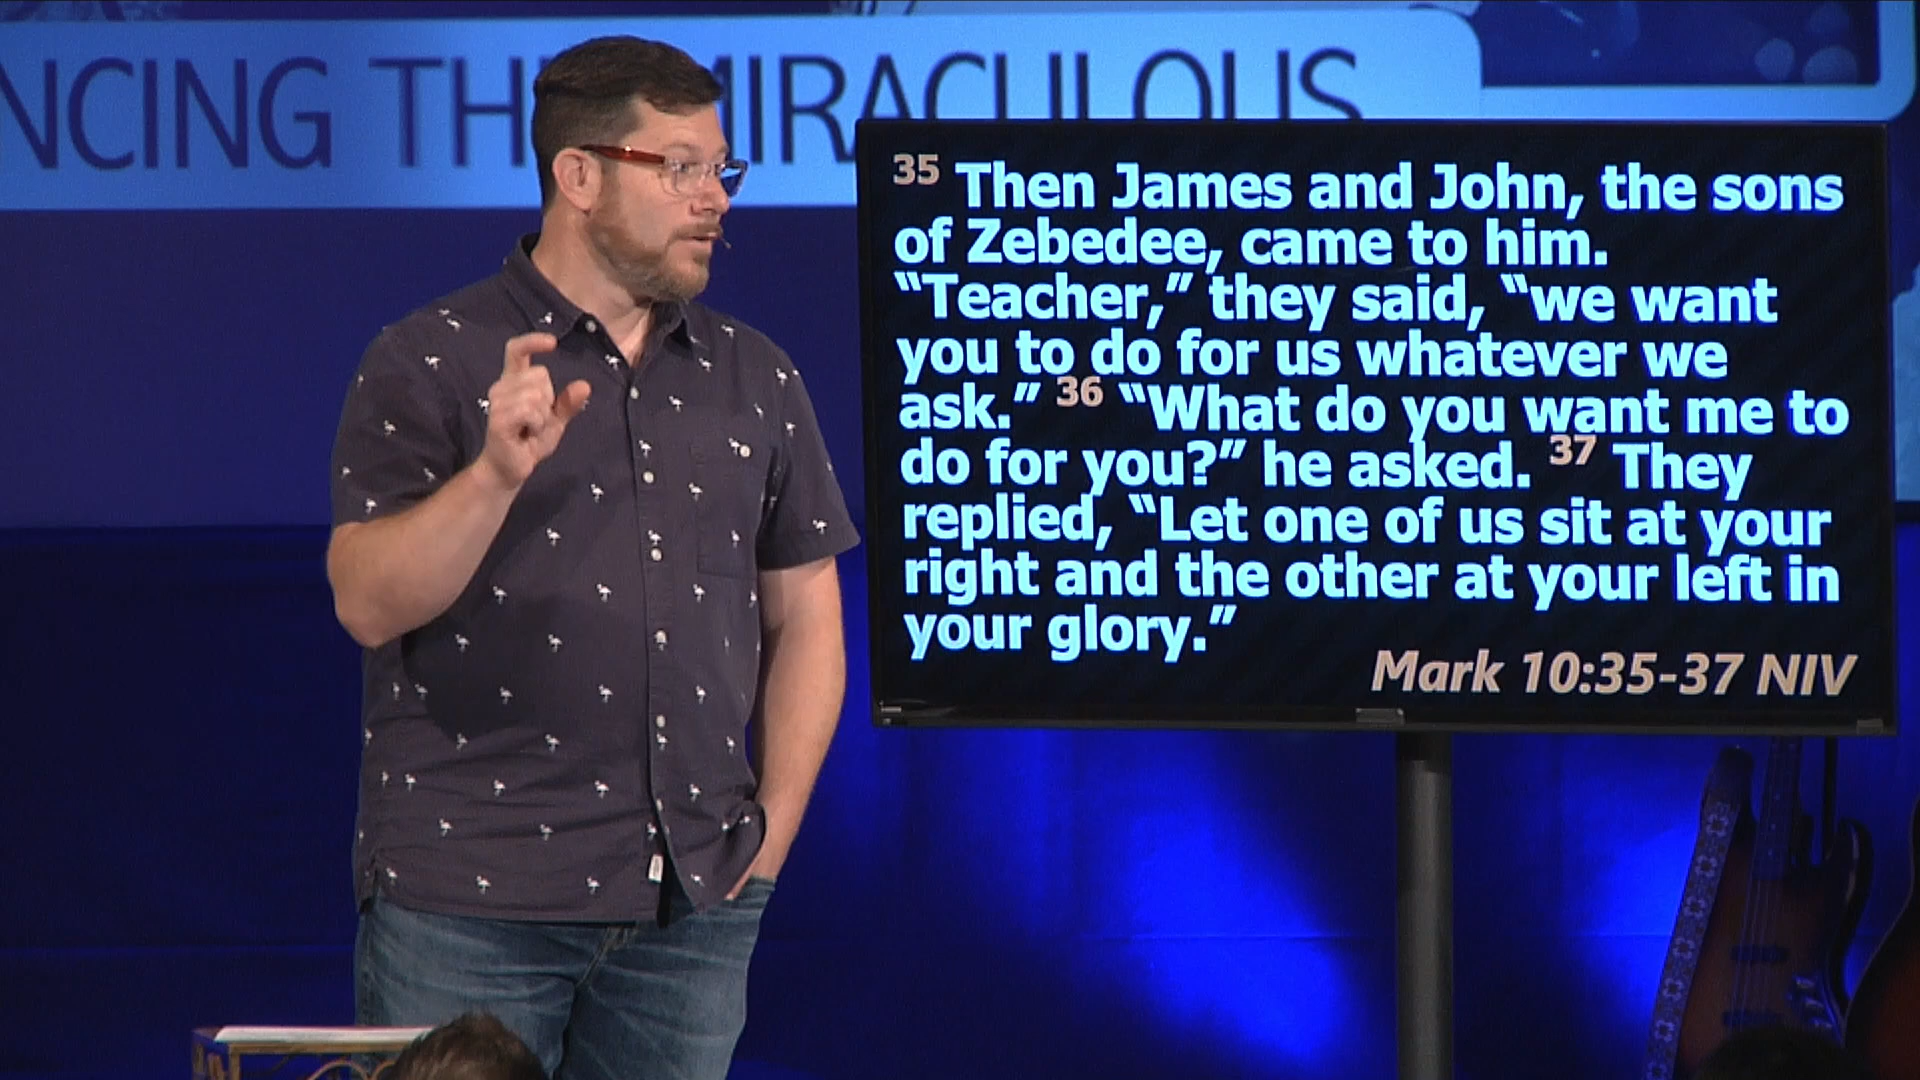 NCING TH MIRACULOUS
35 Then James and John, the sons
of Zebedee, came to him.
“Teacher,” they said, “we want
you to do for us whatever we
ask.” 36 “What do you want me to
do for you?” he asked. 37 They
replied, “Let one of us sit at your
right and the other at your left in
your glory.”
Mark 10:35-37 NIV